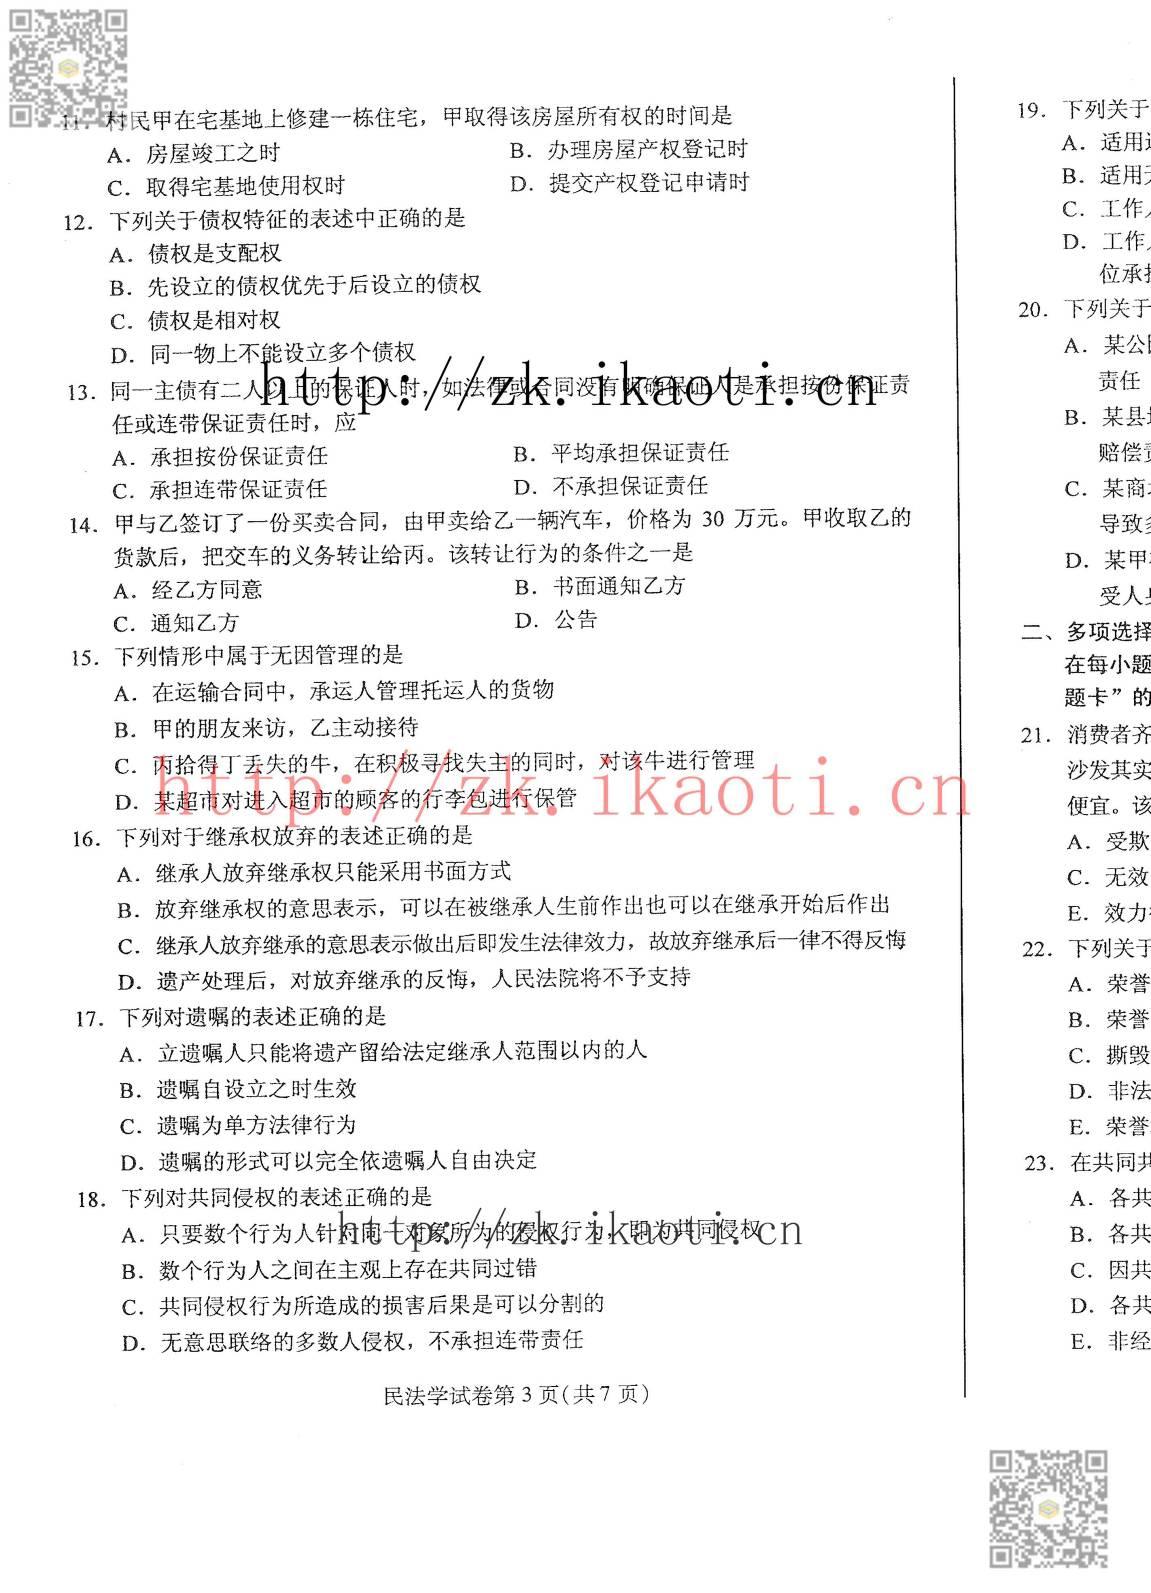 11．村民甲在宅基地上修建一栋住宅，甲取得该房屋所有权的时间是
A．房屋竣工之时 B．办理房屋产权登记时
C．取得宅基地使用权时 D．提交产权登记申请时
12．下列关于债权特征的表述中正确的是
A．债权是支配权
B．先设立的债权优先于后设立的债权
C．债权是相对权
D．同一物上不能设立多个债权
http://zk.ikaoti.cn
13．同一主债有二人以上的保证人时，如法律或合同没有明确保证人是承担按份保证责
任或连带保证责任时，应
A．承担按份保证责任 B．平均承担保证责任
C．承担连带保证责任 D．不承担保证责任
14．甲与乙签订了一份买卖合同，由甲卖给乙一辆汽车，价格为 30 万元。甲收取乙的
货款后，把交车的义务转让给丙。该转让行为的条件之一是
A．经乙方同意 B．书面通知乙方
C．通知乙方 D．公告
15．下列情形中属于无因管理的是
A．在运输合同中，承运人管理托运人的货物
B．甲的朋友来访，乙主动接待
C．丙拾得丁丢失的牛，在积极寻找失主的同时，对该牛进行管理
http://zk.ikaoti.cn
D．某超市对进入超市的顾客的行李包进行保管
16．下列对于继承权放弃的表述正确的是
A．继承人放弃继承权只能采用书面方式
B．放弃继承权的意思表示，可以在被继承人生前作出也可以在继承开始后作出
C．继承人放弃继承的意思表示做出后即发生法律效力，故放弃继承后一律不得反悔
D．遗产处理后，对放弃继承的反悔，人民法院将不予支持
17．下列对遗嘱的表述正确的是
A．立遗嘱人只能将遗产留给法定继承人范围以内的人
B．遗嘱自设立之时生效
C．遗嘱为单方法律行为
D．遗嘱的形式可以完全依遗嘱人自由决定
18．下列对共同侵权的表述正确的是
A．只要数个行为人针对同一对象所为的侵权行为，即为共同侵权
http://zk.ikaoti.cn
B．数个行为人之间在主观上存在共同过错
C．共同侵权行为所造成的损害后果是可以分割的
D．无意思联络的多数人侵权，不承担连带责任
民法学试卷第 3 页(共 7 页)
19．下列关于
A．适用
B．适用
C．工作
D．工作
位承担
20．下列关于
A．某公
责任
B．某县
赔偿
C．某商
导致
D．某甲
受人
二、多项选择
在每小题
题卡”的
21．消费者齐
沙发其实
便宜。该
A．受欺
C．无效
E．效力
22．下列关于
A．荣誉
B．荣誉
C．撕毁
D．非法
E．荣誉
23．在共同共
A．各共
B．各共
C．因共
D．各共
E．非经